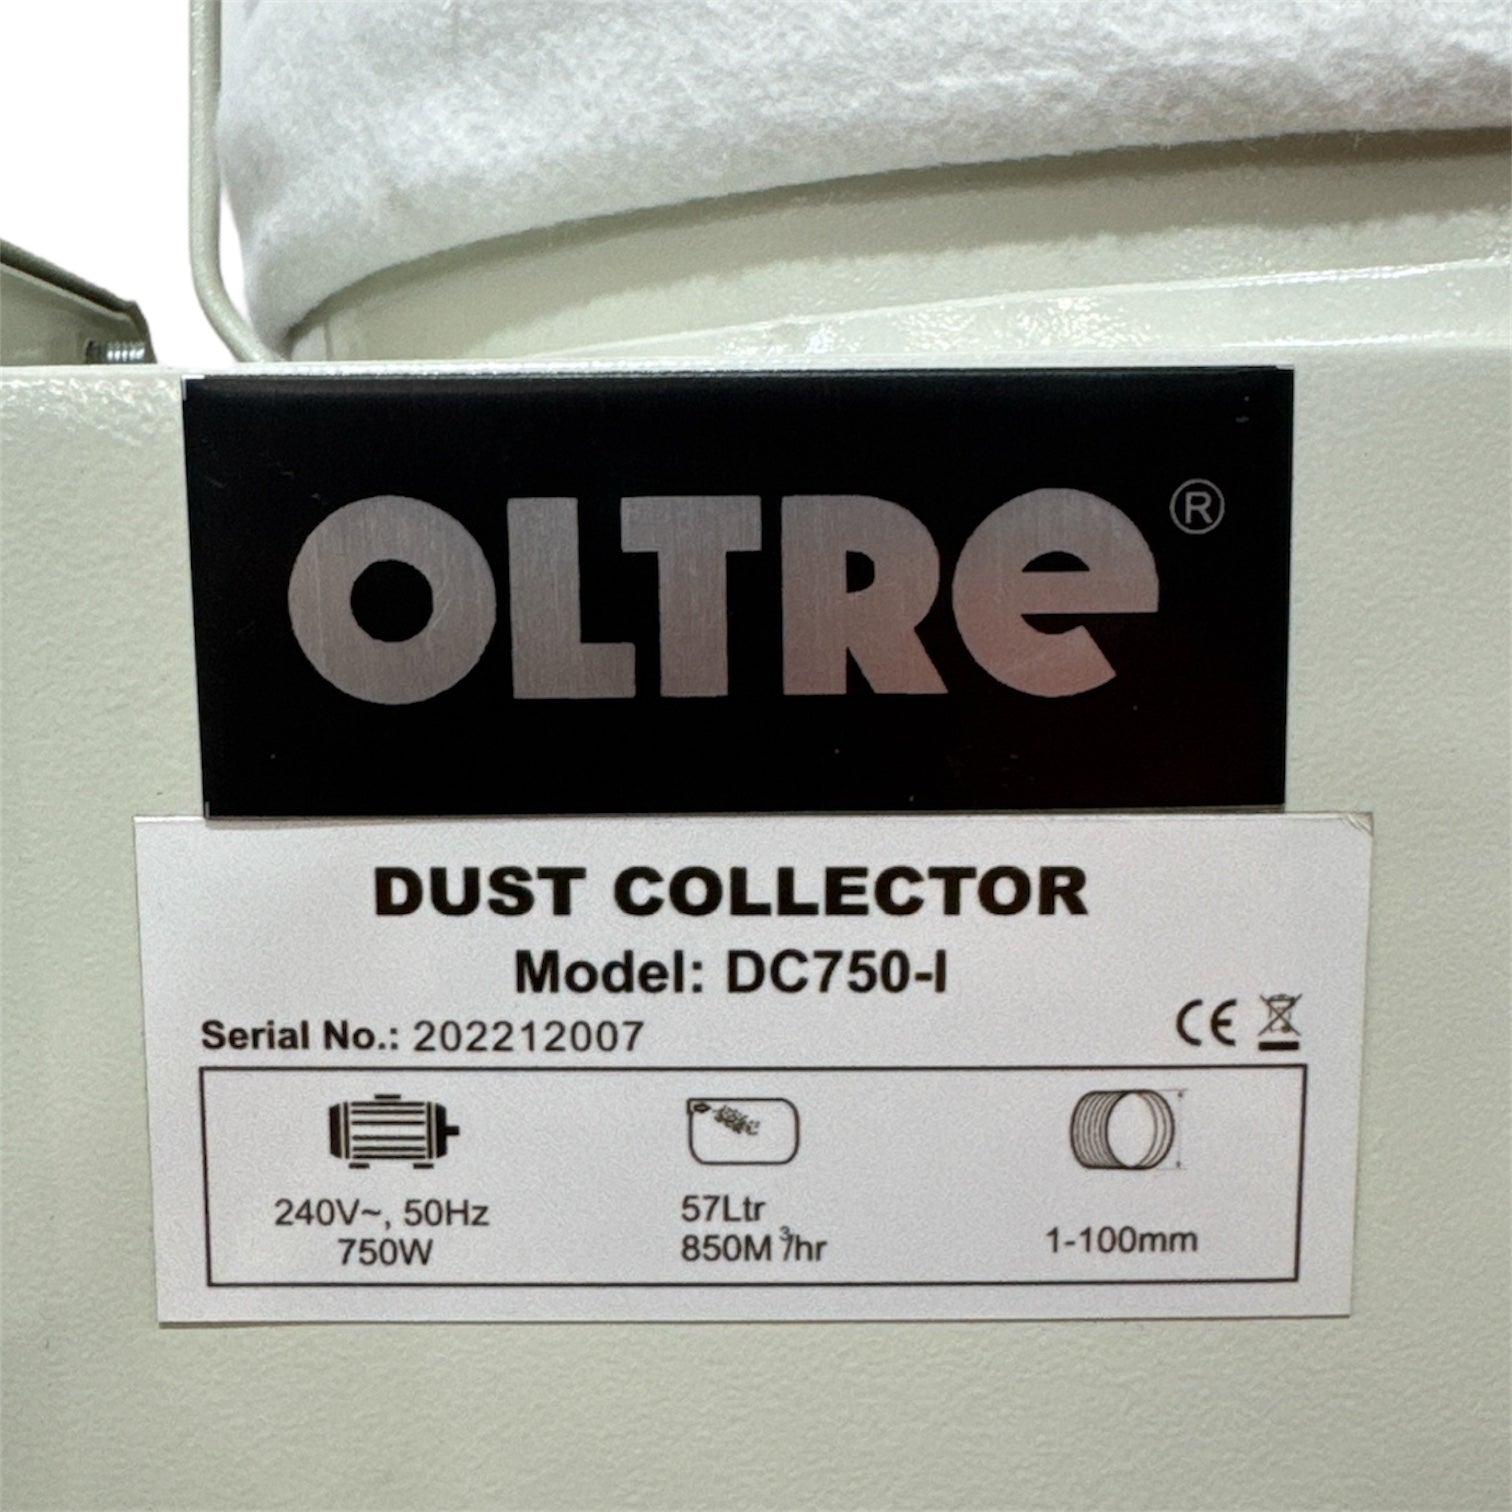 OLTRe®
DUST COLLECTOR
Model: DC750-I
Serial No.: 202212007
CE
240V~, 50Hz
750W
57Ltr
850M³/hr
1-100mm